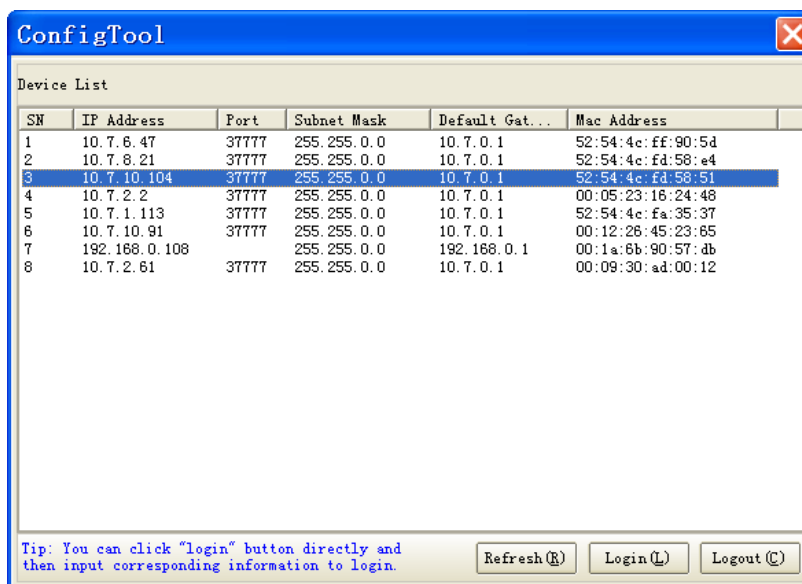 ConfigTool
Device List
SN IP Address Port Subnet Mask Default Gat... Mac Address
1 10.7.6.47 37777 255.255.0.0 10.7.0.1 52:54:4c:ff:90:5d
2 10.7.8.21 37777 255.255.0.0 10.7.0.1 52:54:4c:fd:58:e4
3 10.7.10.104 37777 255.255.0.0 10.7.0.1 52:54:4c:fd:58:51
4 10.7.2.2 37777 255.255.0.0 10.7.0.1 00:05:23:16:24:48
5 10.7.1.113 37777 255.255.0.0 10.7.0.1 52:54:4c:fa:35:37
6 10.7.10.91 37777 255.255.0.0 10.7.0.1 00:12:26:45:23:65
7 192.168.0.108 255.255.0.0 192.168.0.1 00:1a:6b:90:57:db
8 10.7.2.61 37777 255.255.0.0 10.7.0.1 00:09:30:ad:00:12
Tip: You can click "login" button directly and
then input corresponding information to login.
Refresh(R) Login(L) Logout(C)